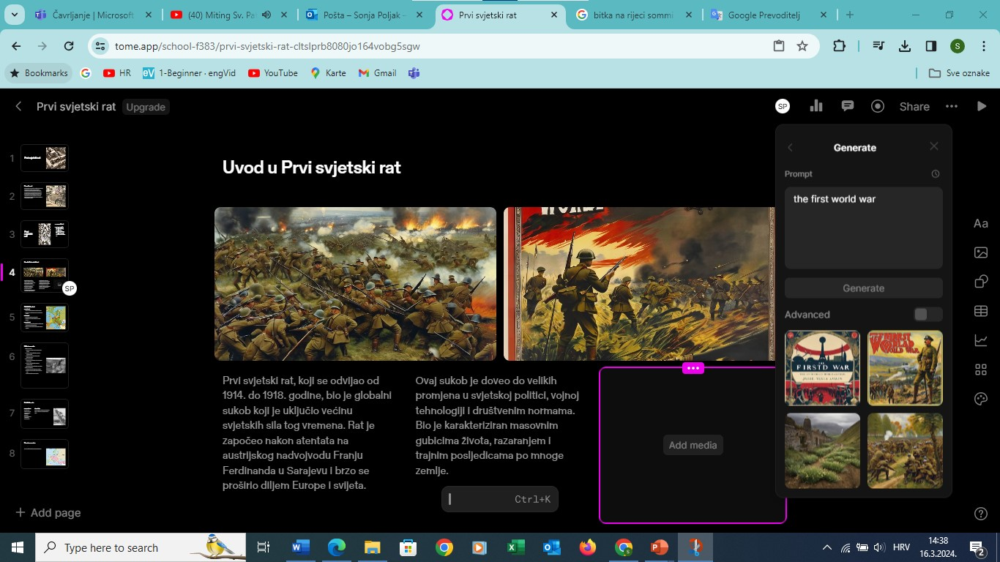 Čavrljanje | Microsoft
(40) Miting Sv. Pa
Pošta – Sonja Poljak –
Prvi svjetski rat
bitka na rijeci sommi
Google Prevoditelj
tome.app/school-f383/prvi-svjetski-rat-cltslprb8080jo164vobg5sgw
S
Bookmarks
HR
1-Beginner · engVid
YouTube
Karte
Gmail
Sve oznake
Prvi svjetski rat
Upgrade
SP
Share
1
2
3
4
SP
5
6
7
8
Add page
Uvod u Prvi svjetski rat
Prvi svjetski rat, koji se odvijao od
1914. do 1918. godine, bio je globalni
sukob koji je uključio većinu
svjetskih sila tog vremena. Rat je
započeo nakon atentata na
austrijskog nadvojvodu Franju
Ferdinanda u Sarajevu i brzo se
proširio diljem Europe i svijeta.
Ovaj sukob je doveo do velikih
promjena u svjetskoj politici, vojnoj
tehnologiji i društvenim normama.
Bio je karakteriziran masovnim
gubicima života, razaranjem i
trajnim posljedicama po mnoge
zemlje.
Ctrl+K
Add media
Generate
Prompt
the first world war
Generate
Advanced
FIRSTD WAR
Aa
Type here to search
HRV
14:38
16.3.2024.
2